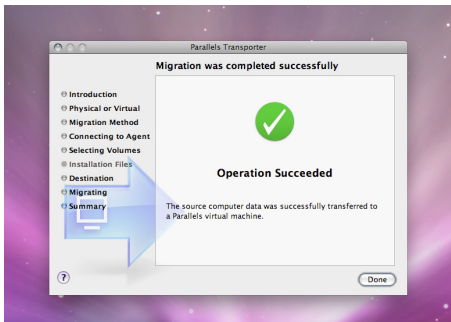 Parallels Transporter
Migration was completed successfully
Introduction
Physical or Virtual
Migration Method
Connecting to Agent
Selecting Volumes
Installation Files
Destination
Migrating
Summary
Operation Succeeded
The source computer data was successfully transferred to
a Parallels virtual machine.
?
Done